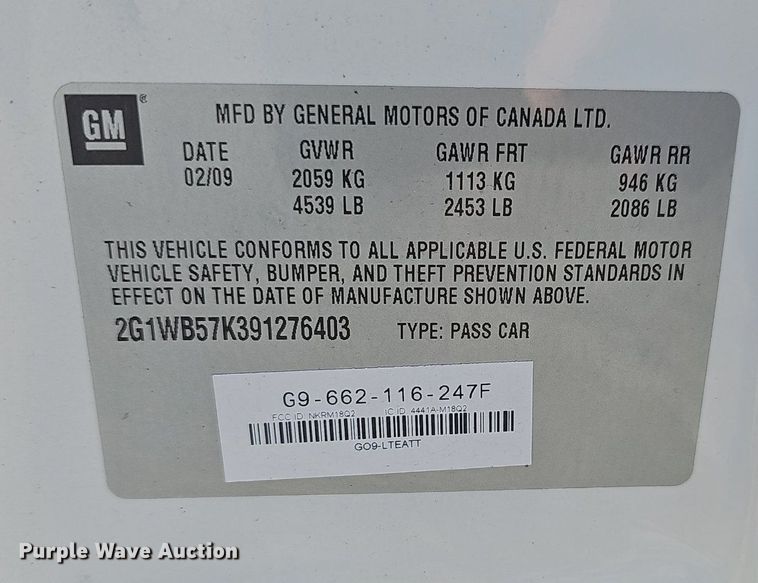 GM®
MFD BY GENERAL MOTORS OF CANADA LTD.
DATE GVWR GAWR FRT GAWR RR
02/09 2059 KG 1113 KG 946 KG
4539 LB 2453 LB 2086 LB
THIS VEHICLE CONFORMS TO ALL APPLICABLE U.S. FEDERAL MOTOR
VEHICLE SAFETY, BUMPER, AND THEFT PREVENTION STANDARDS IN
EFFECT ON THE DATE OF MANUFACTURE SHOWN ABOVE.
2G1WB57K391276403 TYPE: PASS CAR
G9-662-116-247F
FCC ID: NKRM18Q2 IC ID: 4441A-M18Q2
GO9-LTEATT
Purple Wave Auction